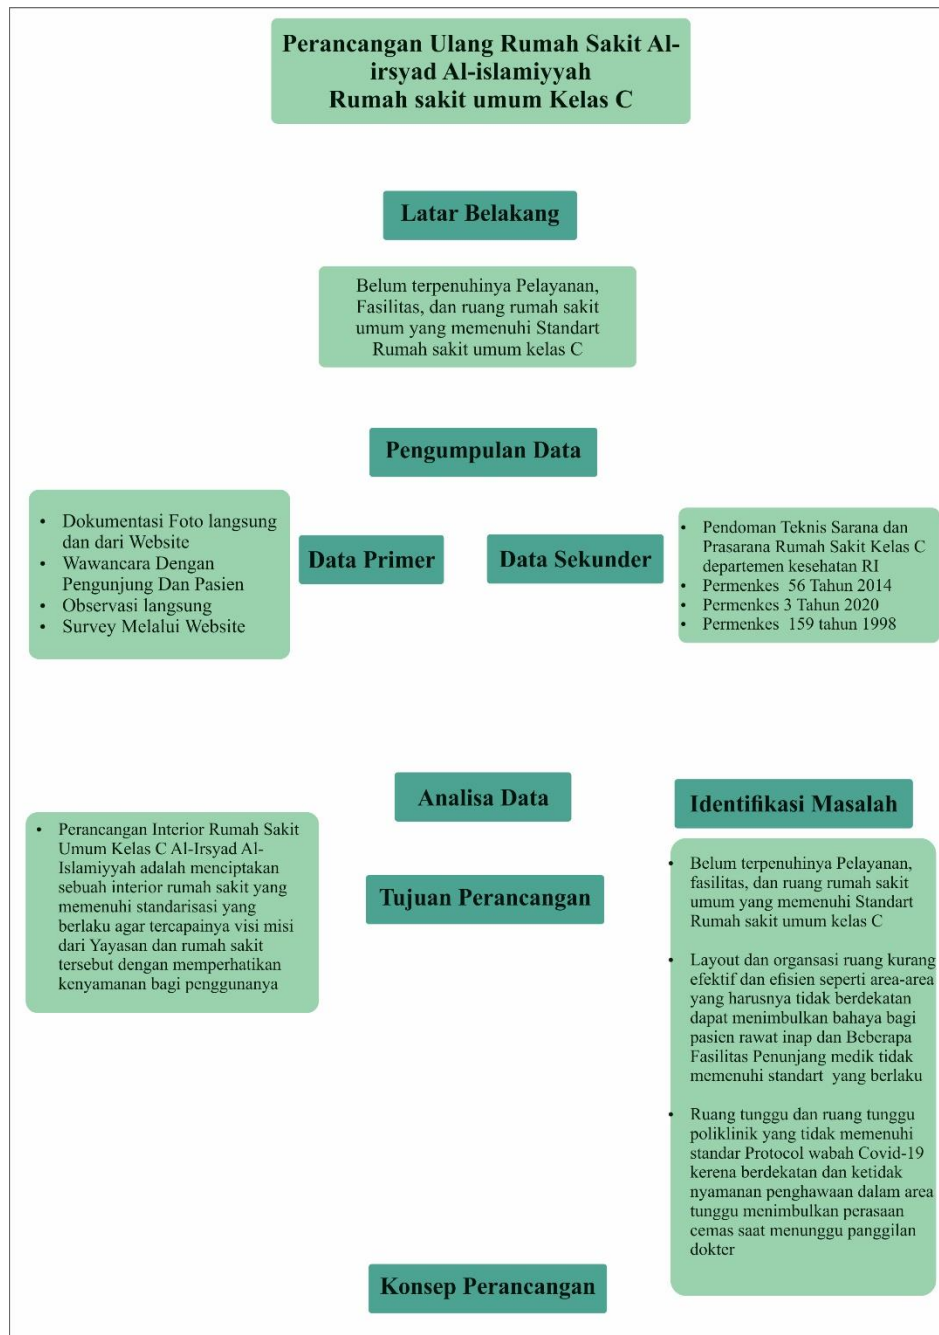 Perancangan Ulang Rumah Sakit Al-
irsyad Al-islamiyyah
Rumah sakit umum Kelas C
Latar Belakang
Belum terpenuhinya Pelayanan,
Fasilitas, dan ruang rumah sakit
umum yang memenuhi Standart
Rumah sakit umum kelas C
Pengumpulan Data
• Dokumentasi Foto langsung
dan dari Website
• Wawancara Dengan
Pengunjung Dan Pasien
• Observasi langsung
• Survey Melalui Website
Data Primer
Data Sekunder
• Pendoman Teknis Sarana dan
Prasarana Rumah Sakit Kelas C
departemen kesehatan RI
• Permenkes 56 Tahun 2014
• Permenkes 3 Tahun 2020
• Permenkes 159 tahun 1998
Analisa Data
Identifikasi Masalah
• Perancangan Interior Rumah Sakit
Umum Kelas C Al-Irsyad Al-
Islamiyyah adalah menciptakan
sebuah interior rumah sakit yang
memenuhi standarisasi yang
berlaku agar tercapainya visi misi
dari Yayasan dan rumah sakit
tersebut dengan memperhatikan
kenyamanan bagi penggunanya
Tujuan Perancangan
• Belum terpenuhinya Pelayanan,
fasilitas, dan ruang rumah sakit
umum yang memenuhi Standart
Rumah sakit umum kelas C
• Layout dan organsasi ruang kurang
efektif dan efisien seperti area-area
yang harusnya tidak berdekatan
dapat menimbulkan bahaya bagi
pasien rawat inap dan Beberapa
Fasilitas Penunjang medik tidak
memenuhi standart yang berlaku
• Ruang tunggu dan ruang tunggu
poliklinik yang tidak memenuhi
standar Protocol wabah Covid-19
kerena berdekatan dan ketidak
nyamanan penghawaan dalam area
tunggu menimbulkan perasaan
cemas saat menunggu panggilan
dokter
Konsep Perancangan